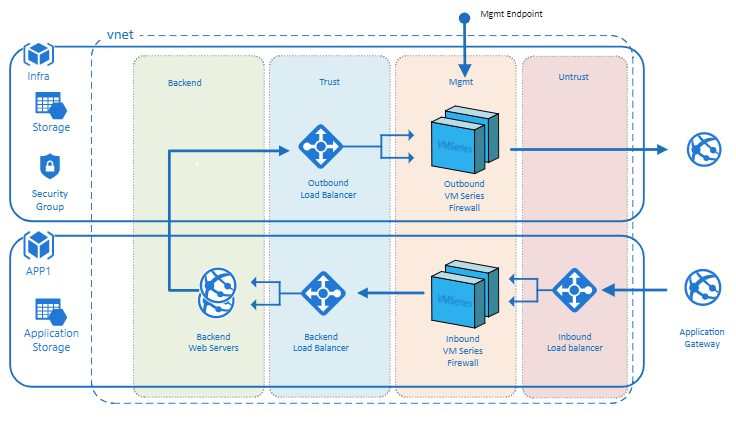 Mgmt Endpoint
vnet
Infra
Backend
Trust
Mgmt
Untrust
Storage
VMSeries
Security
Group
Outbound
Load Balancer
Outbound
VM Series
Firewall
APP1
VMSeries
Application
Storage
Backend
Web Servers
Backend
Load Balancer
Inbound
VM Series
Firewall
Inbound
Load balancer
Application
Gateway